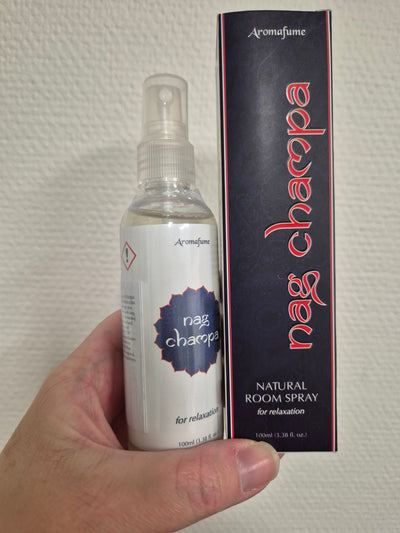 Aromafume
nag
champa
for relaxation
100ml (3.38 fl. oz.)
Aromafume
nag champa
NATURAL
ROOM SPRAY
for relaxation
100ml (3.38 fl. oz.)